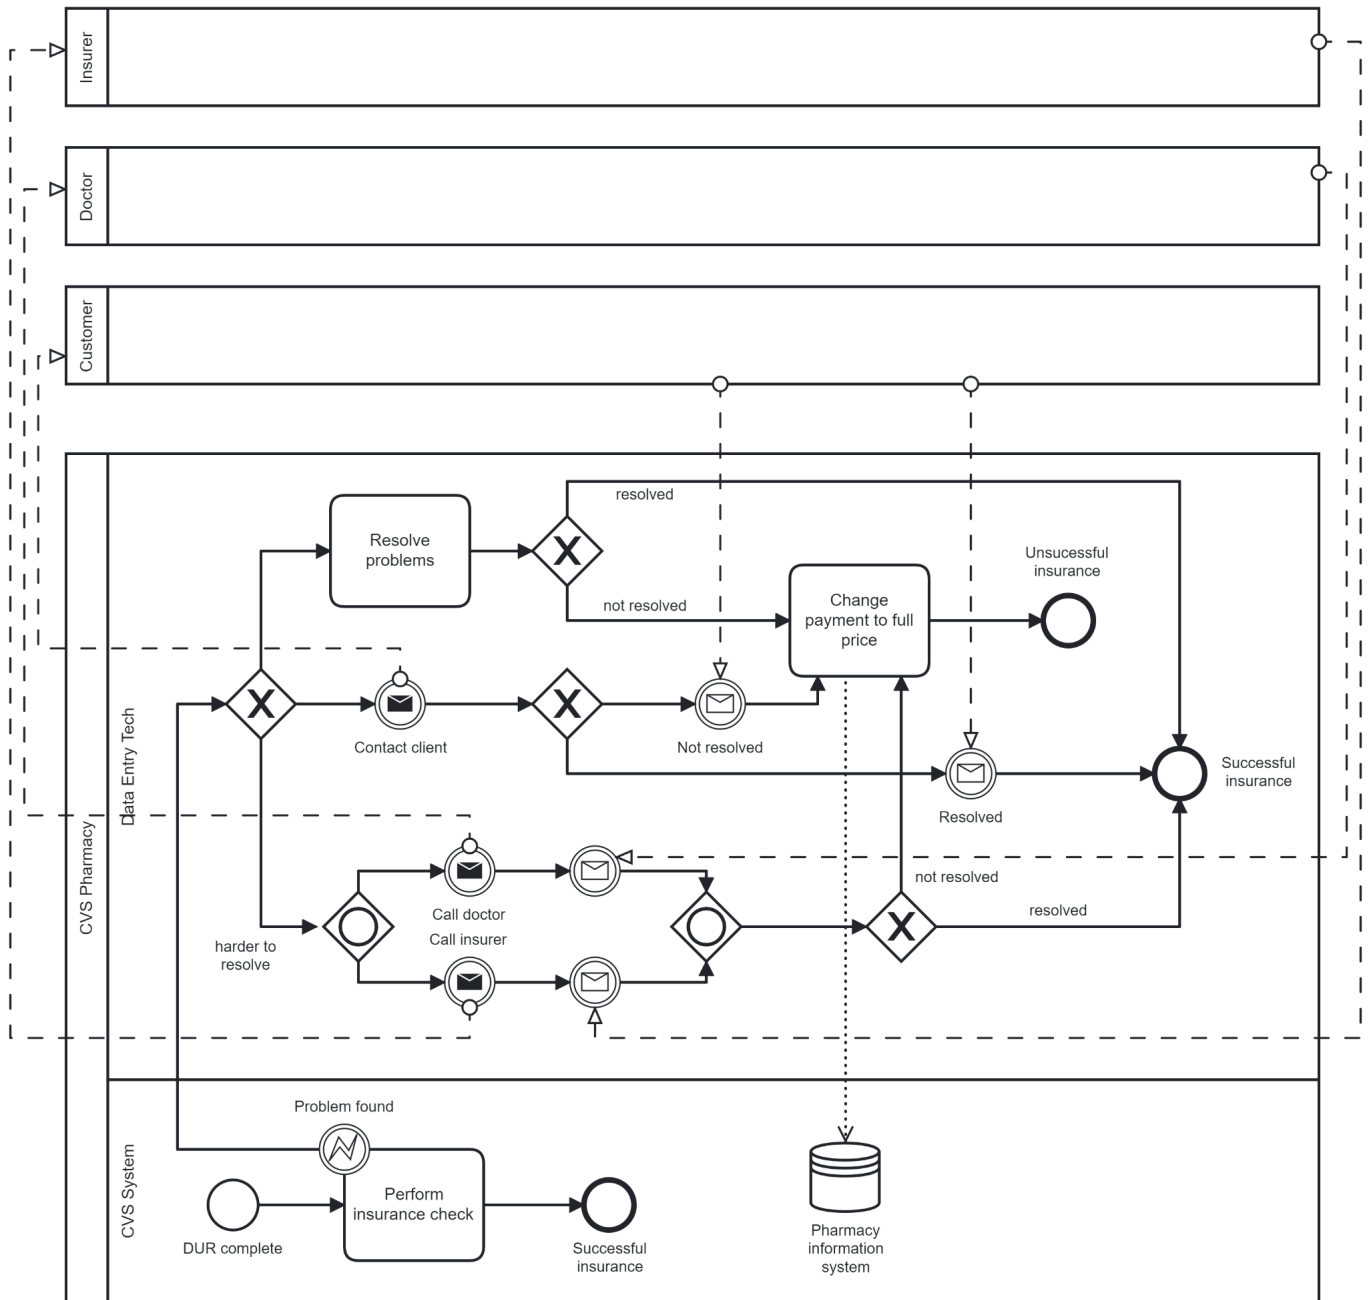 Insurer
Doctor
Customer
CVS Pharmacy
Data Entry Tech
resolved
Resolve
problems
Unsucessful
insurance
not resolved
Change
payment to full
price
Contact client
Not resolved
Successful
insurance
Resolved
not resolved
Call doctor
resolved
harder to
resolve
Call insurer
CVS System
Problem found
Perform
insurance check
DUR complete
Successful
insurance
Pharmacy
information
system